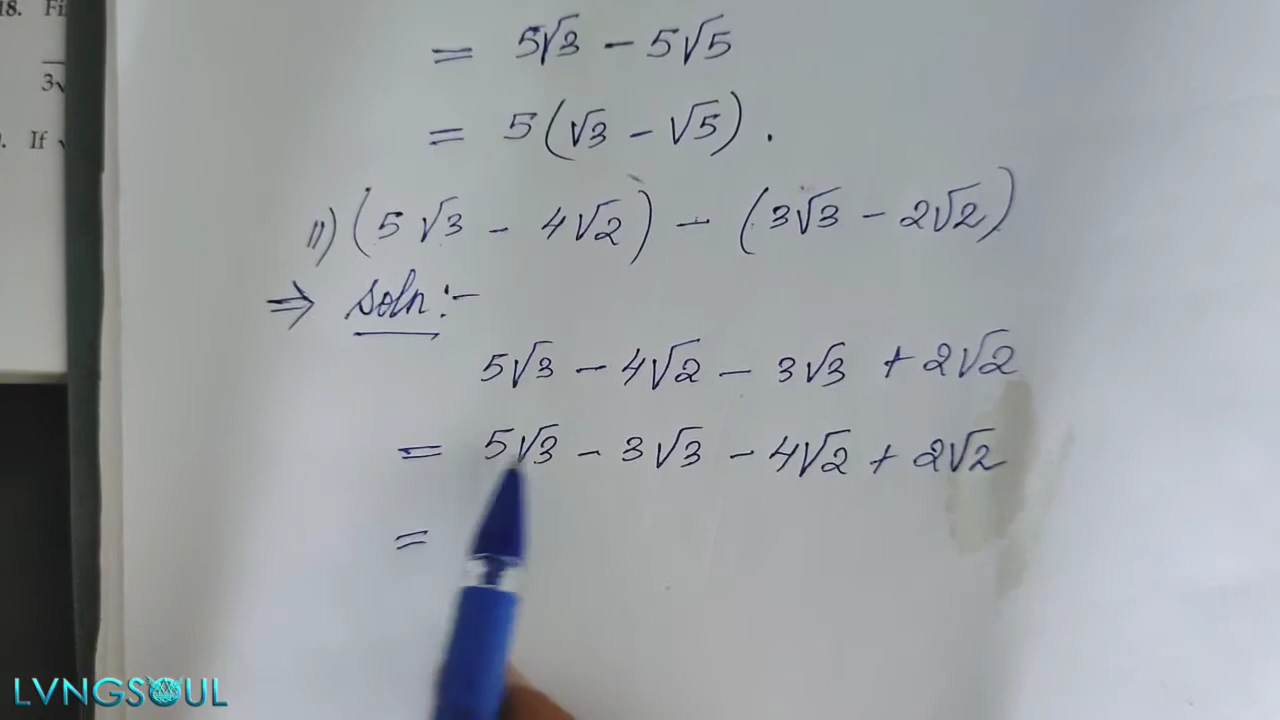 18. Fi
3√
. If √
= 5√3 - 5√5
= 5(√3 - √5).
11) (5√3 - 4√2) - (3√3 - 2√2)
⇒ Soln:-
5√3 - 4√2 - 3√3 + 2√2
= 5√3 - 3√3 - 4√2 + 2√2
=
LVNGSOUL